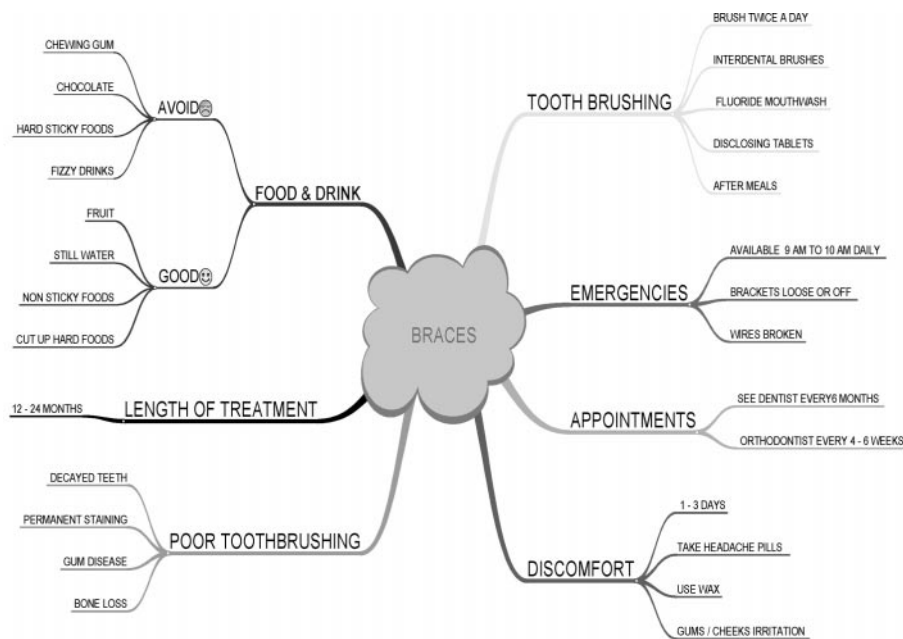 BRACES
FOOD & DRINK
AVOID
CHEWING GUM
CHOCOLATE
HARD STICKY FOODS
FIZZY DRINKS
GOOD
FRUIT
STILL WATER
NON STICKY FOODS
CUT UP HARD FOODS
LENGTH OF TREATMENT
12 - 24 MONTHS
POOR TOOTHBRUSHING
DECAYED TEETH
PERMANENT STAINING
GUM DISEASE
BONE LOSS
TOOTH BRUSHING
BRUSH TWICE A DAY
INTERDENTAL BRUSHES
FLUORIDE MOUTHWASH
DISCLOSING TABLETS
AFTER MEALS
EMERGENCIES
AVAILABLE 9 AM TO 10 AM DAILY
BRACKETS LOOSE OR OFF
WIRES BROKEN
APPOINTMENTS
SEE DENTIST EVERY6 MONTHS
ORTHODONTIST EVERY 4 - 6 WEEKS
DISCOMFORT
1 - 3 DAYS
TAKE HEADACHE PILLS
USE WAX
GUMS / CHEEKS IRRITATION